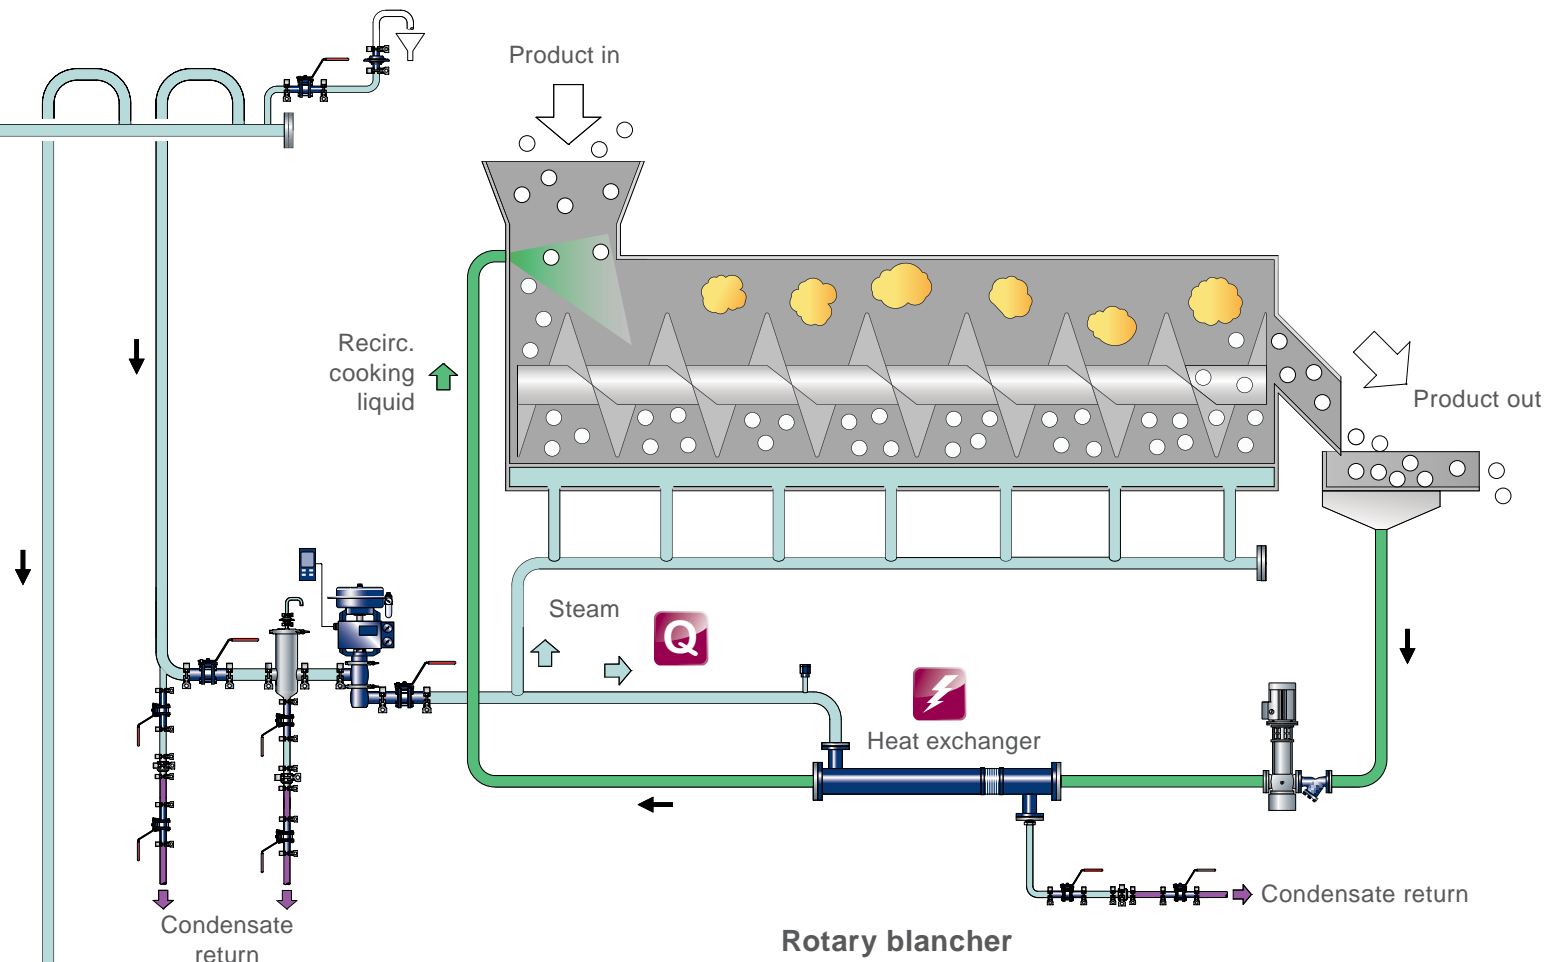 Product in
Recirc.
cooking
liquid
Product out
Steam
Q
Heat exchanger
Condensate return
Condensate
return
Rotary blancher